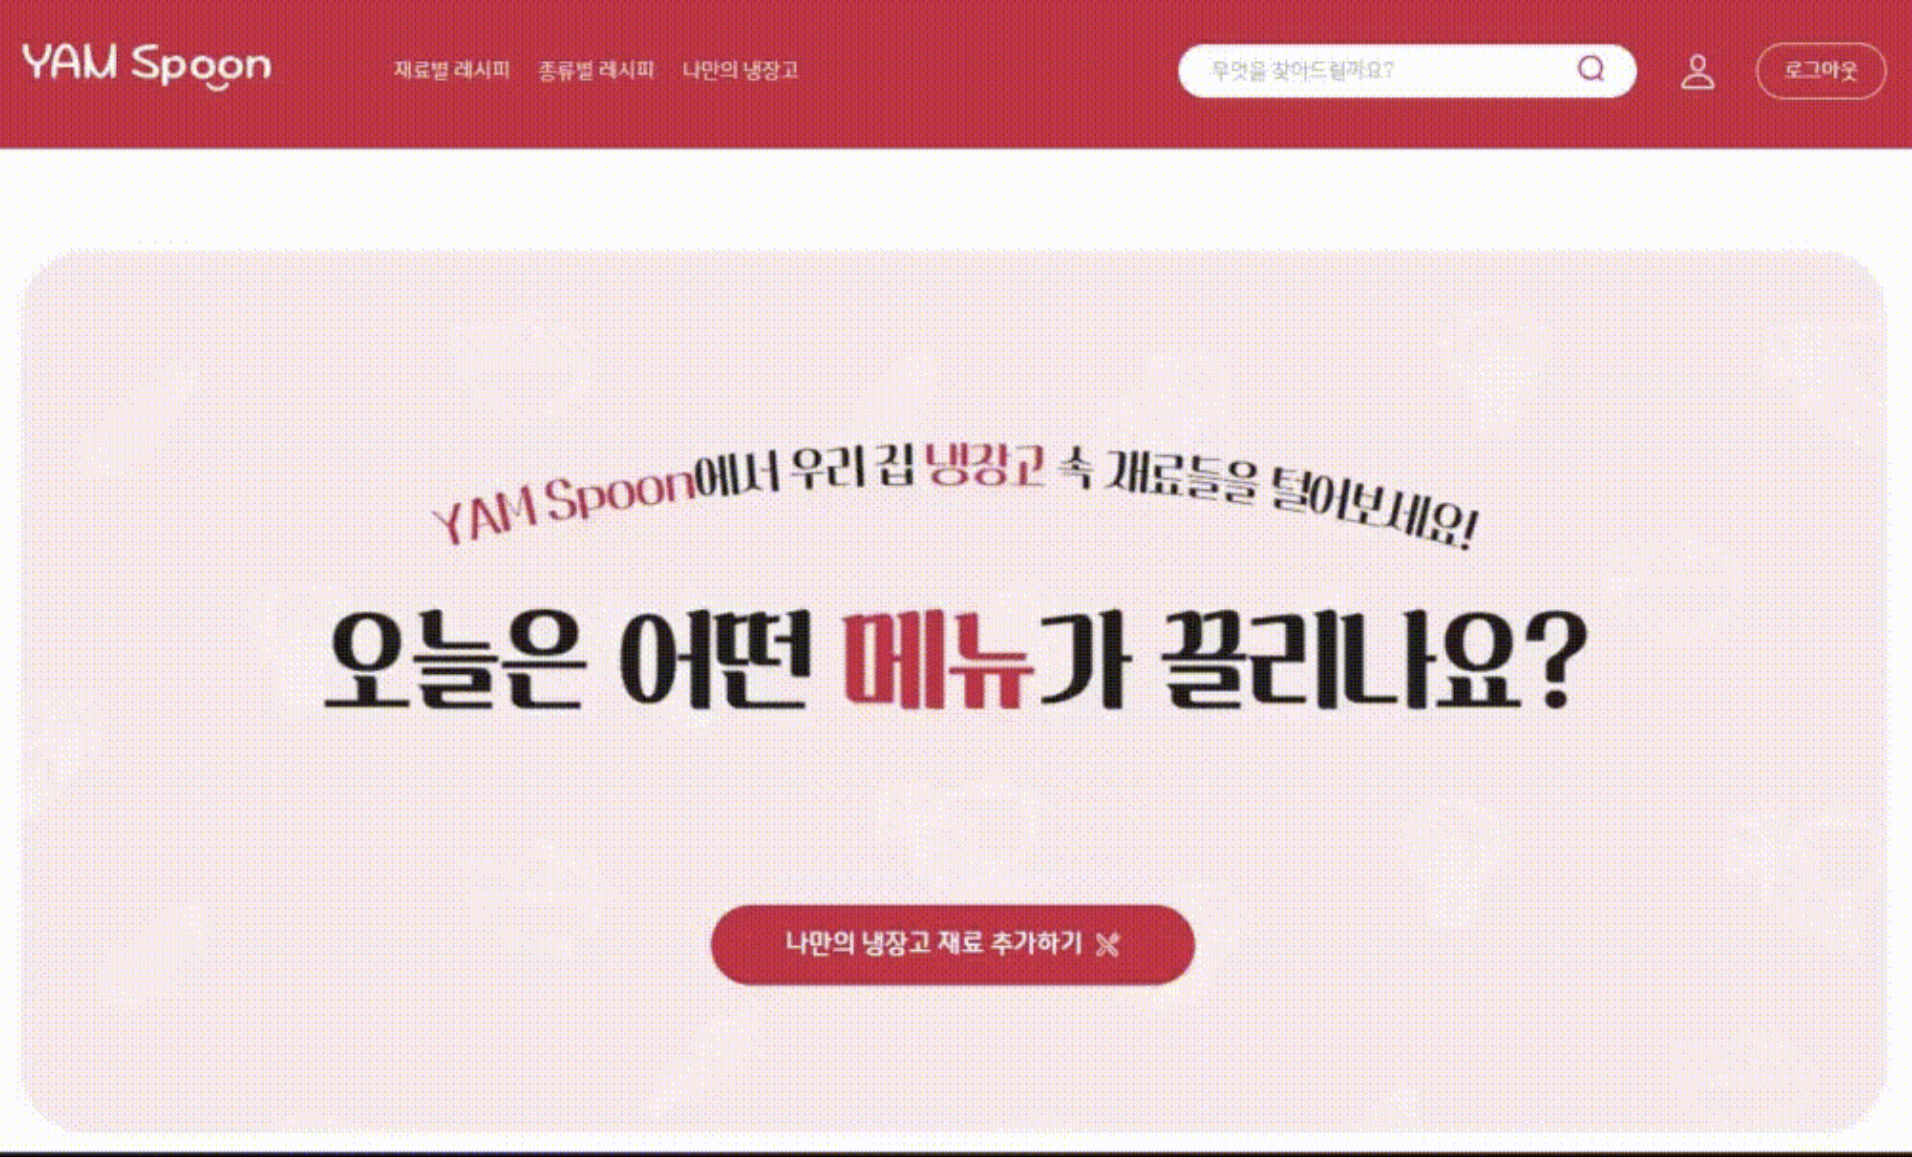 YAM Spoon
재료별 레시피 종류별 레시피 나만의 냉장고
무엇을 찾아드릴까요?
로그아웃
YAM Spoon에서 우리 집 냉장고 속 재료들을 털어보세요!
오늘은 어떤 메뉴가 끌리나요?
나만의 냉장고 재료 추가하기